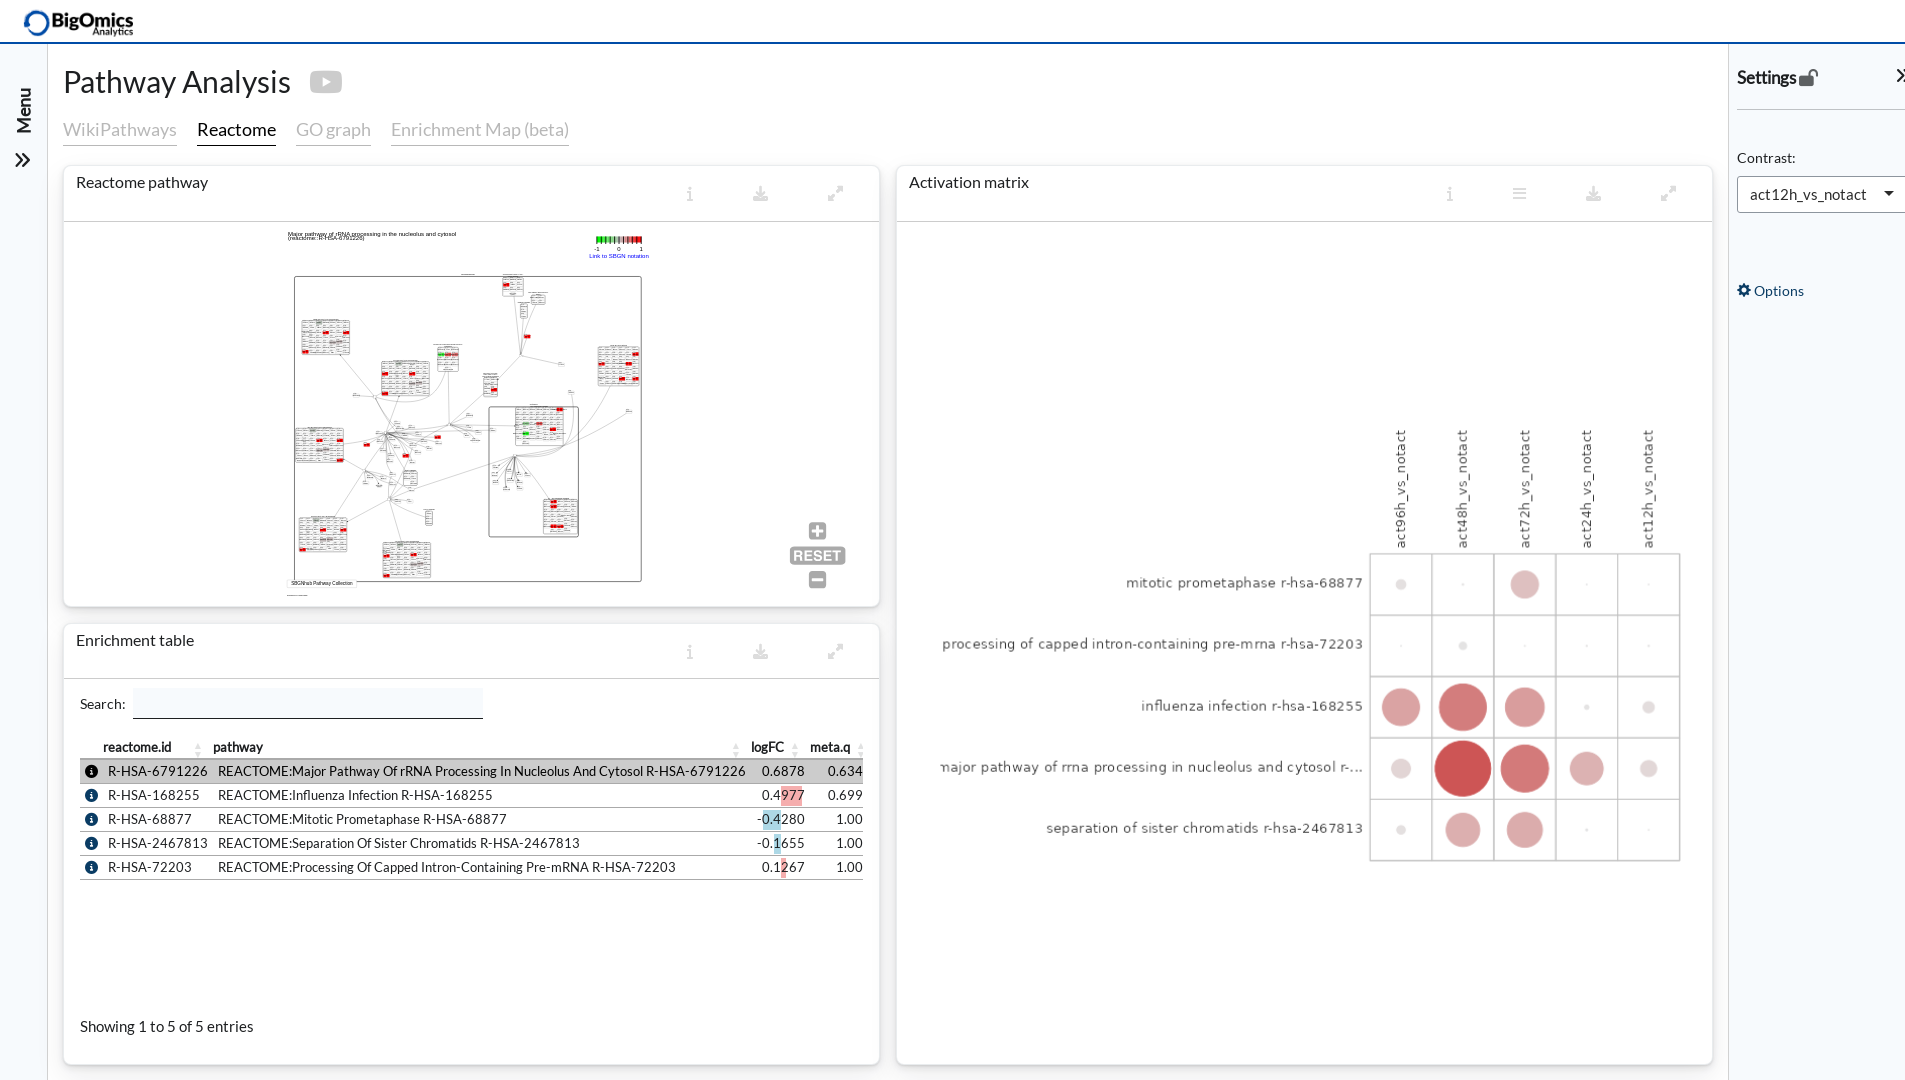 BigOmics
Analytics
Menu
Pathway Analysis
WikiPathways
Reactome
GO graph
Enrichment Map (beta)
Settings
Contrast:
act12h_vs_notact
Options
Reactome pathway
Major pathway of rRNA processing in the nucleolus and cytosol
(reactome::R-HSA-6791226)
-1 0 1
Link to SBGN notation
SBGNhub Pathway Collection
RESET
Activation matrix
act96h_vs_notact
act48h_vs_notact
act72h_vs_notact
act24h_vs_notact
act12h_vs_notact
mitotic prometaphase r-hsa-68877
processing of capped intron-containing pre-mrna r-hsa-72203
influenza infection r-hsa-168255
major pathway of rrna processing in nucleolus and cytosol r-...
separation of sister chromatids r-hsa-2467813
Enrichment table
Search:
reactome.id pathway logFC meta.q
R-HSA-6791226 REACTOME:Major Pathway Of rRNA Processing In Nucleolus And Cytosol R-HSA-6791226 0.6878 0.634
R-HSA-168255 REACTOME:Influenza Infection R-HSA-168255 0.4977 0.699
R-HSA-68877 REACTOME:Mitotic Prometaphase R-HSA-68877 -0.4280 1.00
R-HSA-2467813 REACTOME:Separation Of Sister Chromatids R-HSA-2467813 -0.1655 1.00
R-HSA-72203 REACTOME:Processing Of Capped Intron-Containing Pre-mRNA R-HSA-72203 0.1267 1.00
Showing 1 to 5 of 5 entries